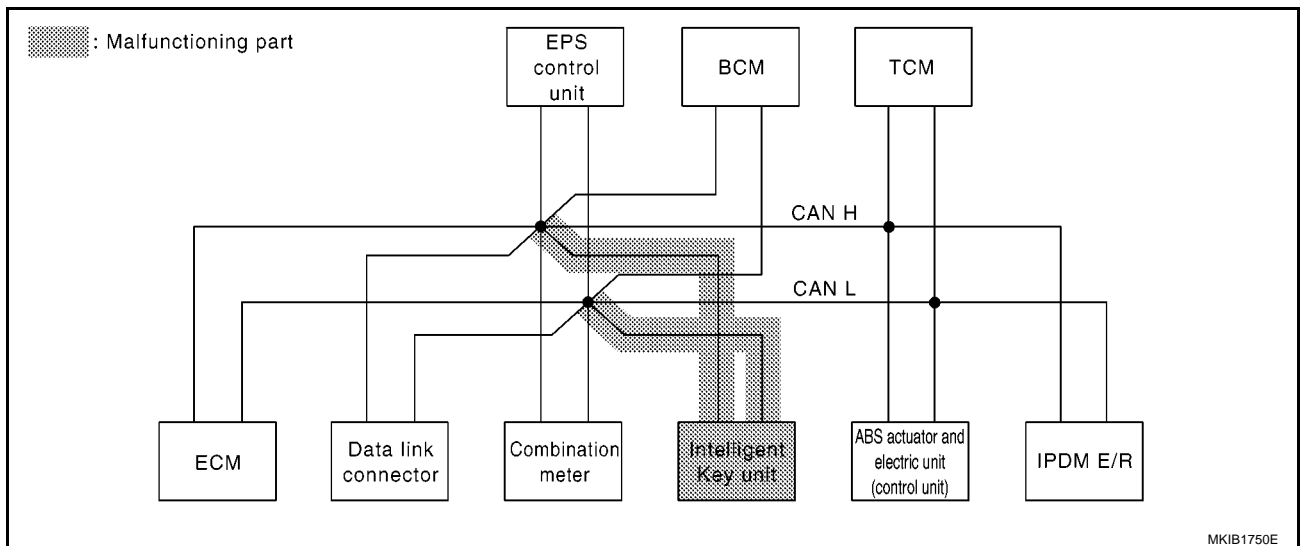 : Malfunctioning part
EPS
control
unit
BCM
TCM
CAN H
CAN L
ECM
Data link
connector
Combination
meter
Intelligent
Key unit
ABS actuator and
electric unit
(control unit)
IPDM E/R
MKIB1750E